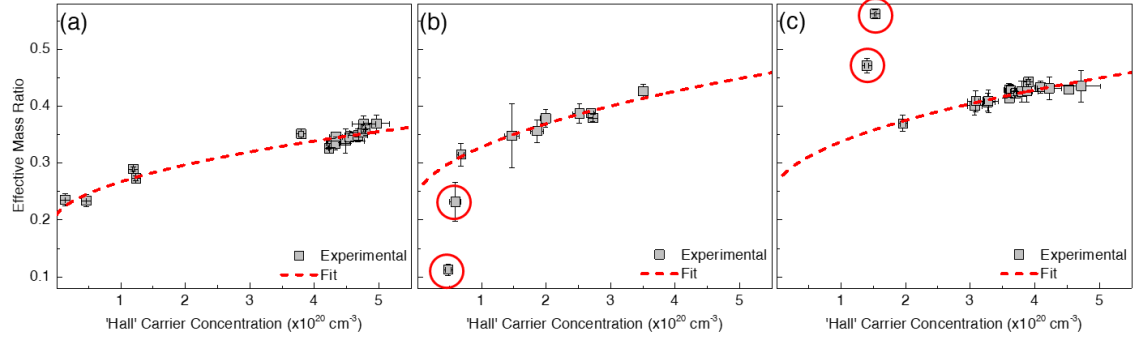 (a)
(b)
(c)
Effective Mass Ratio
0.5
0.4
0.3
0.2
0.1
Experimental
Fit
Experimental
Fit
Experimental
Fit
1 2 3 4 5
1 2 3 4 5
1 2 3 4 5
'Hall' Carrier Concentration (x10²⁰ cm⁻³)
'Hall' Carrier Concentration (x10²⁰ cm⁻³)
'Hall' Carrier Concentration (x10²⁰ cm⁻³)